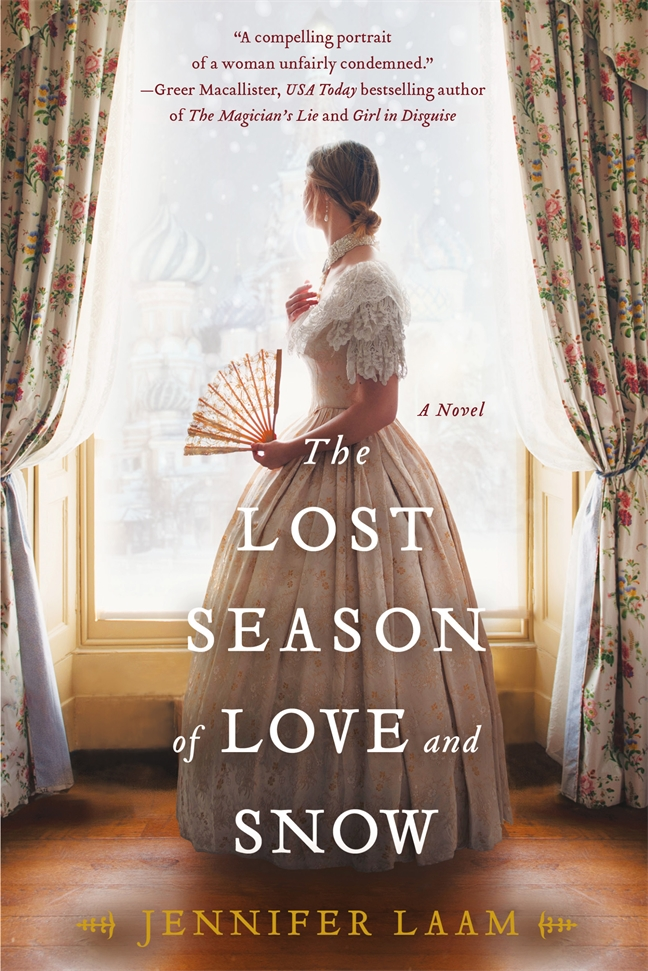 “A compelling portrait
of a woman unfairly condemned.”
—Greer Macallister, USA Today bestselling author
of The Magician’s Lie and Girl in Disguise
A Novel
The
LOST
SEASON
of LOVE and
SNOW
JENNIFER LAAM